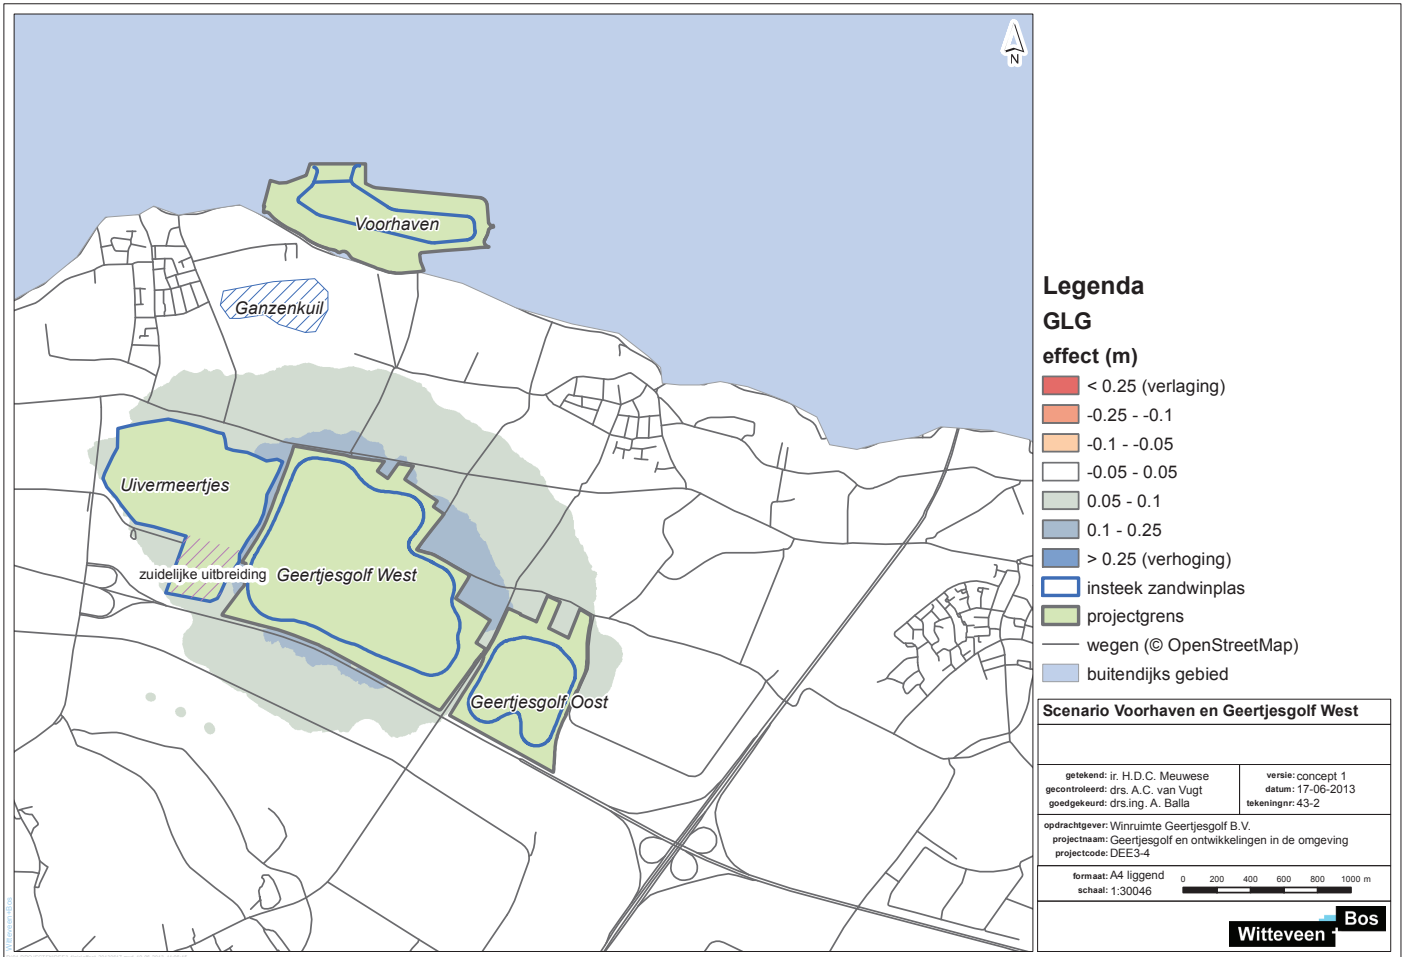 N
Voorhaven
Ganzenkuil
Uivermeertjes
zuidelijke uitbreiding
Geertjesgolf West
Geertjesgolf Oost
Legenda
GLG
effect (m)
< 0.25 (verlaging)
-0.25 - -0.1
-0.1 - -0.05
-0.05 - 0.05
0.05 - 0.1
0.1 - 0.25
> 0.25 (verhoging)
insteek zandwinplas
projectgrens
wegen (© OpenStreetMap)
buitendijks gebied
Scenario Voorhaven en Geertjesgolf West
getekend: ir. H.D.C. Meuwese
gecontroleerd: drs. A.C. van Vugt
goedgekeurd: drs.ing. A. Balla
versie: concept 1
datum: 17-06-2013
tekeningnr: 43-2
opdrachtgever: Winruimte Geertjesgolf B.V.
projectnaam: Geertjesgolf en ontwikkelingen in de omgeving
projectcode: DEE3-4
formaat: A4 liggend
schaal: 1:30046
0 200 400 600 800 1000 m
Witteveen + Bos
Witteveen+Bos